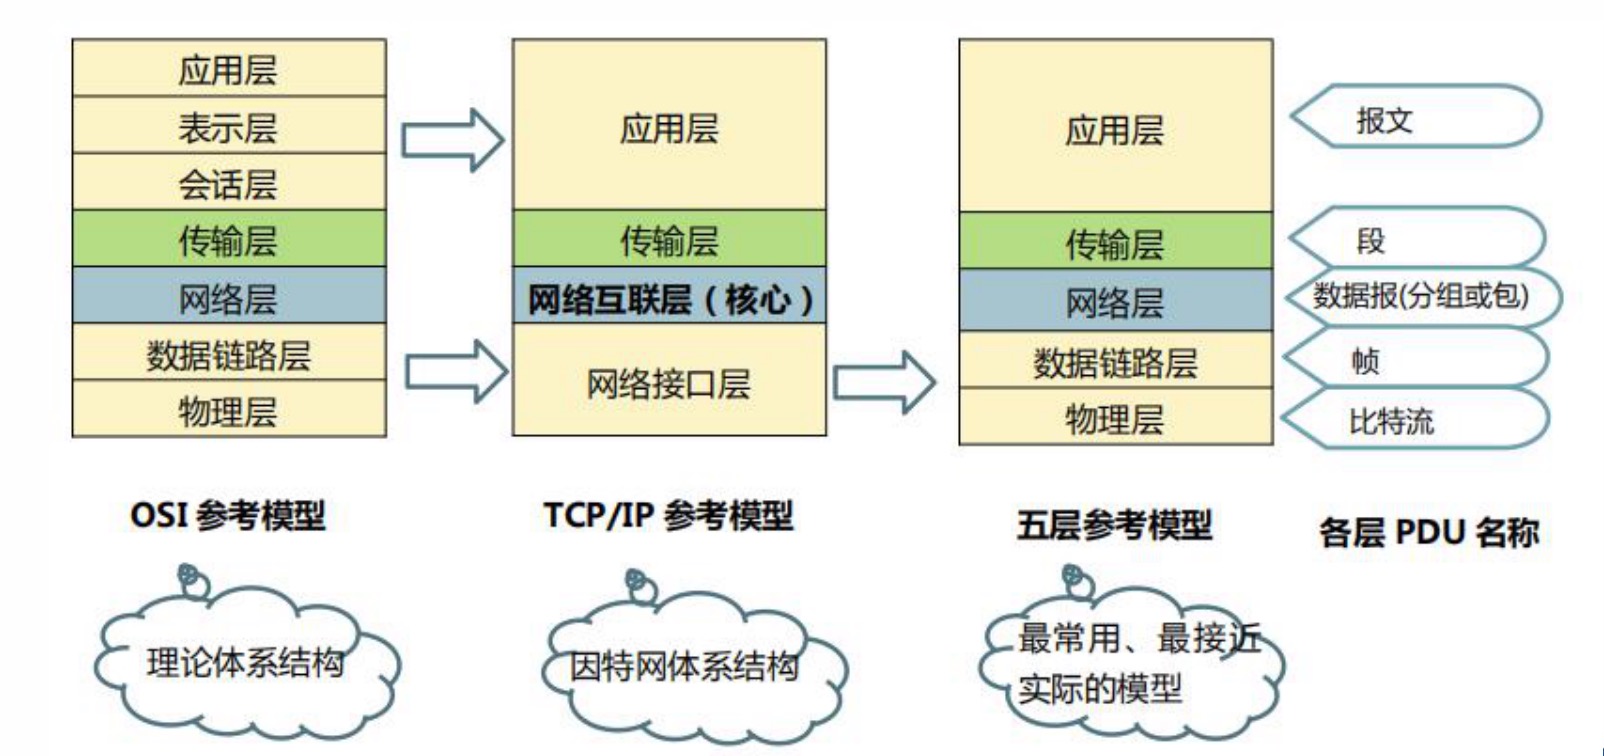 应用层
表示层
会话层
传输层
网络层
数据链路层
物理层
OSI 参考模型
理论体系结构
应用层
传输层
网络互联层（核心）
网络接口层
TCP/IP 参考模型
因特网体系结构
应用层
传输层
网络层
数据链路层
物理层
五层参考模型
最常用、最接近
实际的模型
报文
段
数据报(分组或包)
帧
比特流
各层 PDU 名称